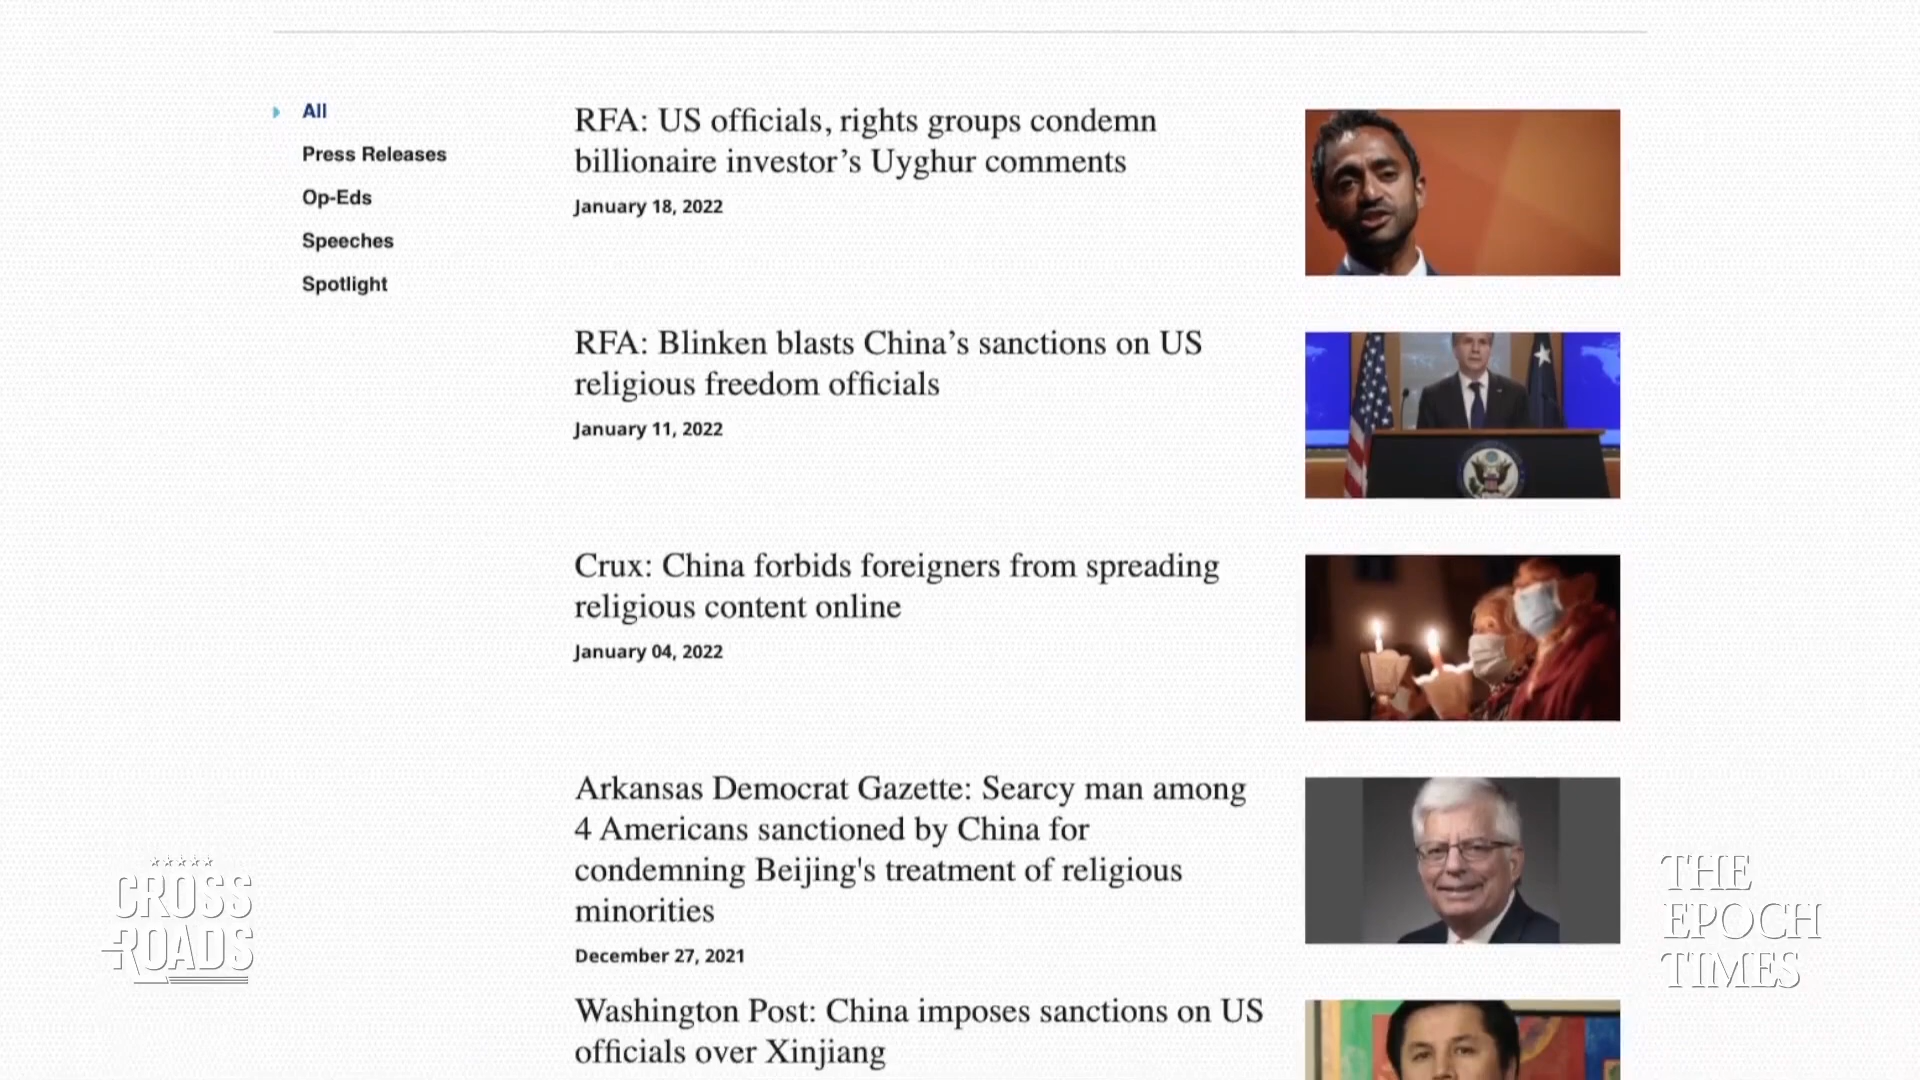 All
Press Releases
Op-Eds
Speeches
Spotlight
RFA: US officials, rights groups condemn
billionaire investor’s Uyghur comments
January 18, 2022
RFA: Blinken blasts China’s sanctions on US
religious freedom officials
January 11, 2022
Crux: China forbids foreigners from spreading
religious content online
January 04, 2022
Arkansas Democrat Gazette: Searcy man among
4 Americans sanctioned by China for
condemning Beijing's treatment of religious
minorities
December 27, 2021
Washington Post: China imposes sanctions on US
officials over Xinjiang
CROSS
ROADS
THE
EPOCH
TIMES